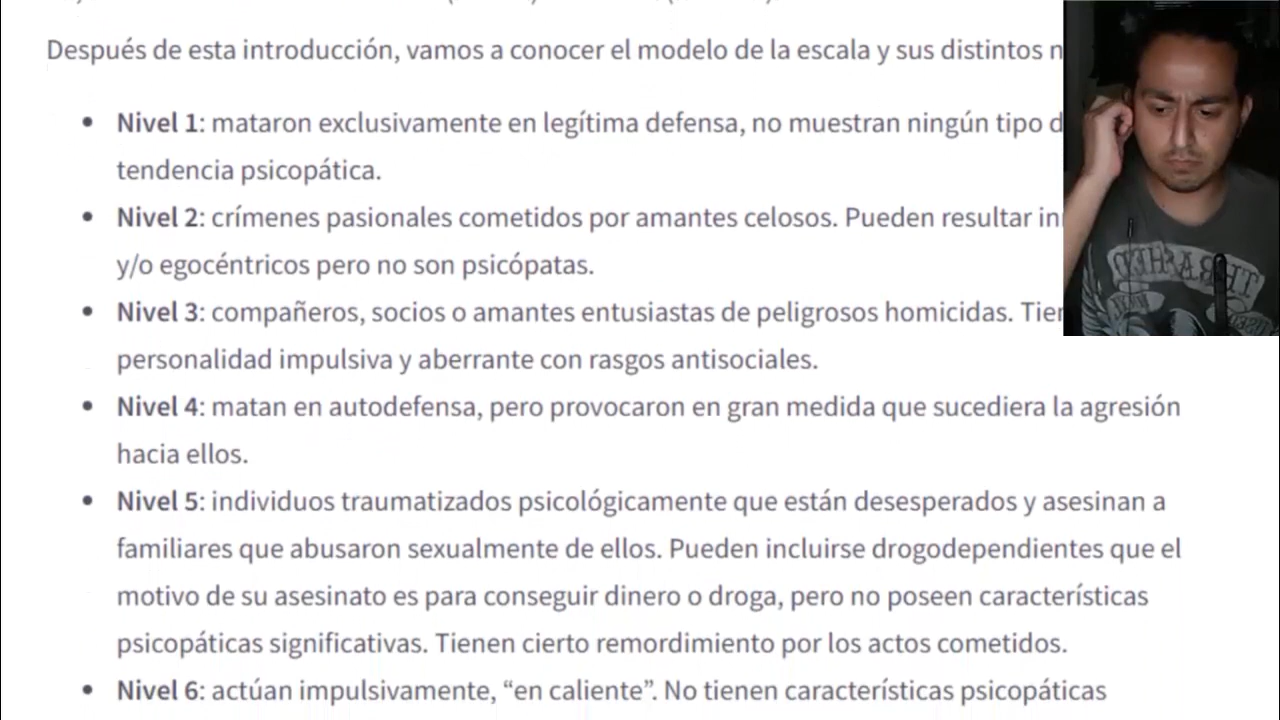 Después de esta introducción, vamos a conocer el modelo de la escala y sus distintos
• Nivel 1: mataron exclusivamente en legítima defensa, no muestran ningún tipo
tendencia psicopática.
• Nivel 2: crímenes pasionales cometidos por amantes celosos. Pueden resultar
y/o egocéntricos pero no son psicópatas.
• Nivel 3: compañeros, socios o amantes entusiastas de peligrosos homicidas.
personalidad impulsiva y aberrante con rasgos antisociales.
• Nivel 4: matan en autodefensa, pero provocaron en gran medida que sucediera la agresión
hacia ellos.
• Nivel 5: individuos traumatizados psicológicamente que están desesperados y asesinan a
familiares que abusaron sexualmente de ellos. Pueden incluirse drogodependientes que el
motivo de su asesinato es para conseguir dinero o droga, pero no poseen características
psicopáticas significativas. Tienen cierto remordimiento por los actos cometidos.
• Nivel 6: actúan impulsivamente, “en caliente”. No tienen características psicopáticas
THRASHED